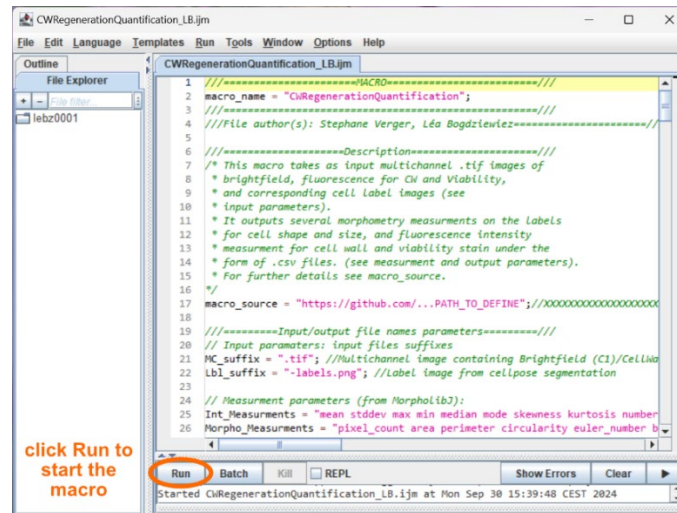 CWRegenerationQuantification_LB.ijm
File Edit Language Templates Run Tools Window Options Help
Outline
File Explorer
+ - File filter...
lebz0001
CWRegenerationQuantification_LB.ijm
1 ///=======================MACRO=========================///
2 macro_name = "CWRegenerationQuantification";
3 ///=====================================================///
4 ///File author(s): Stephane Verger, Léa Bogdziewiez======================//
5
6 ///====================Description======================///
7 /* This macro takes as input multichannel .tif images of
8 * brightfield, fluorescence for CW and Viability,
9 * and corresponding cell label images (see
10 * input parameters).
11 * It outputs several morphometry measurments on the labels
12 * for cell shape and size, and fluorescence intensity
13 * measurment for cell wall and viability stain under the
14 * form of .csv files. (see measurment and output parameters).
15 * For further details see macro_source.
16 */
17 macro_source = "https://github.com/...PATH_TO_DEFINE";//XXXXXXXXXXXXXXXXXXX
18
19 ///=========Input/output file names parameters=========///
20 // Input paramaters: input files suffixes
21 MC_suffix = ".tif"; //Multichannel image containing Brightfield (C1)/CellWa
22 Lbl_suffix = "-labels.png"; //Label image from cellpose segmentation
23
24 // Measurment parameters (from MorpholibJ):
25 Int_Measurments = "mean stddev max min median mode skewness kurtosis number
26 Morpho_Measurments = "pixel_count area perimeter circularity euler_number b
click Run to
start the
macro
Run Batch Kill REPL Show Errors Clear
Started CWRegenerationQuantification_LB.ijm at Mon Sep 30 15:39:48 CEST 2024